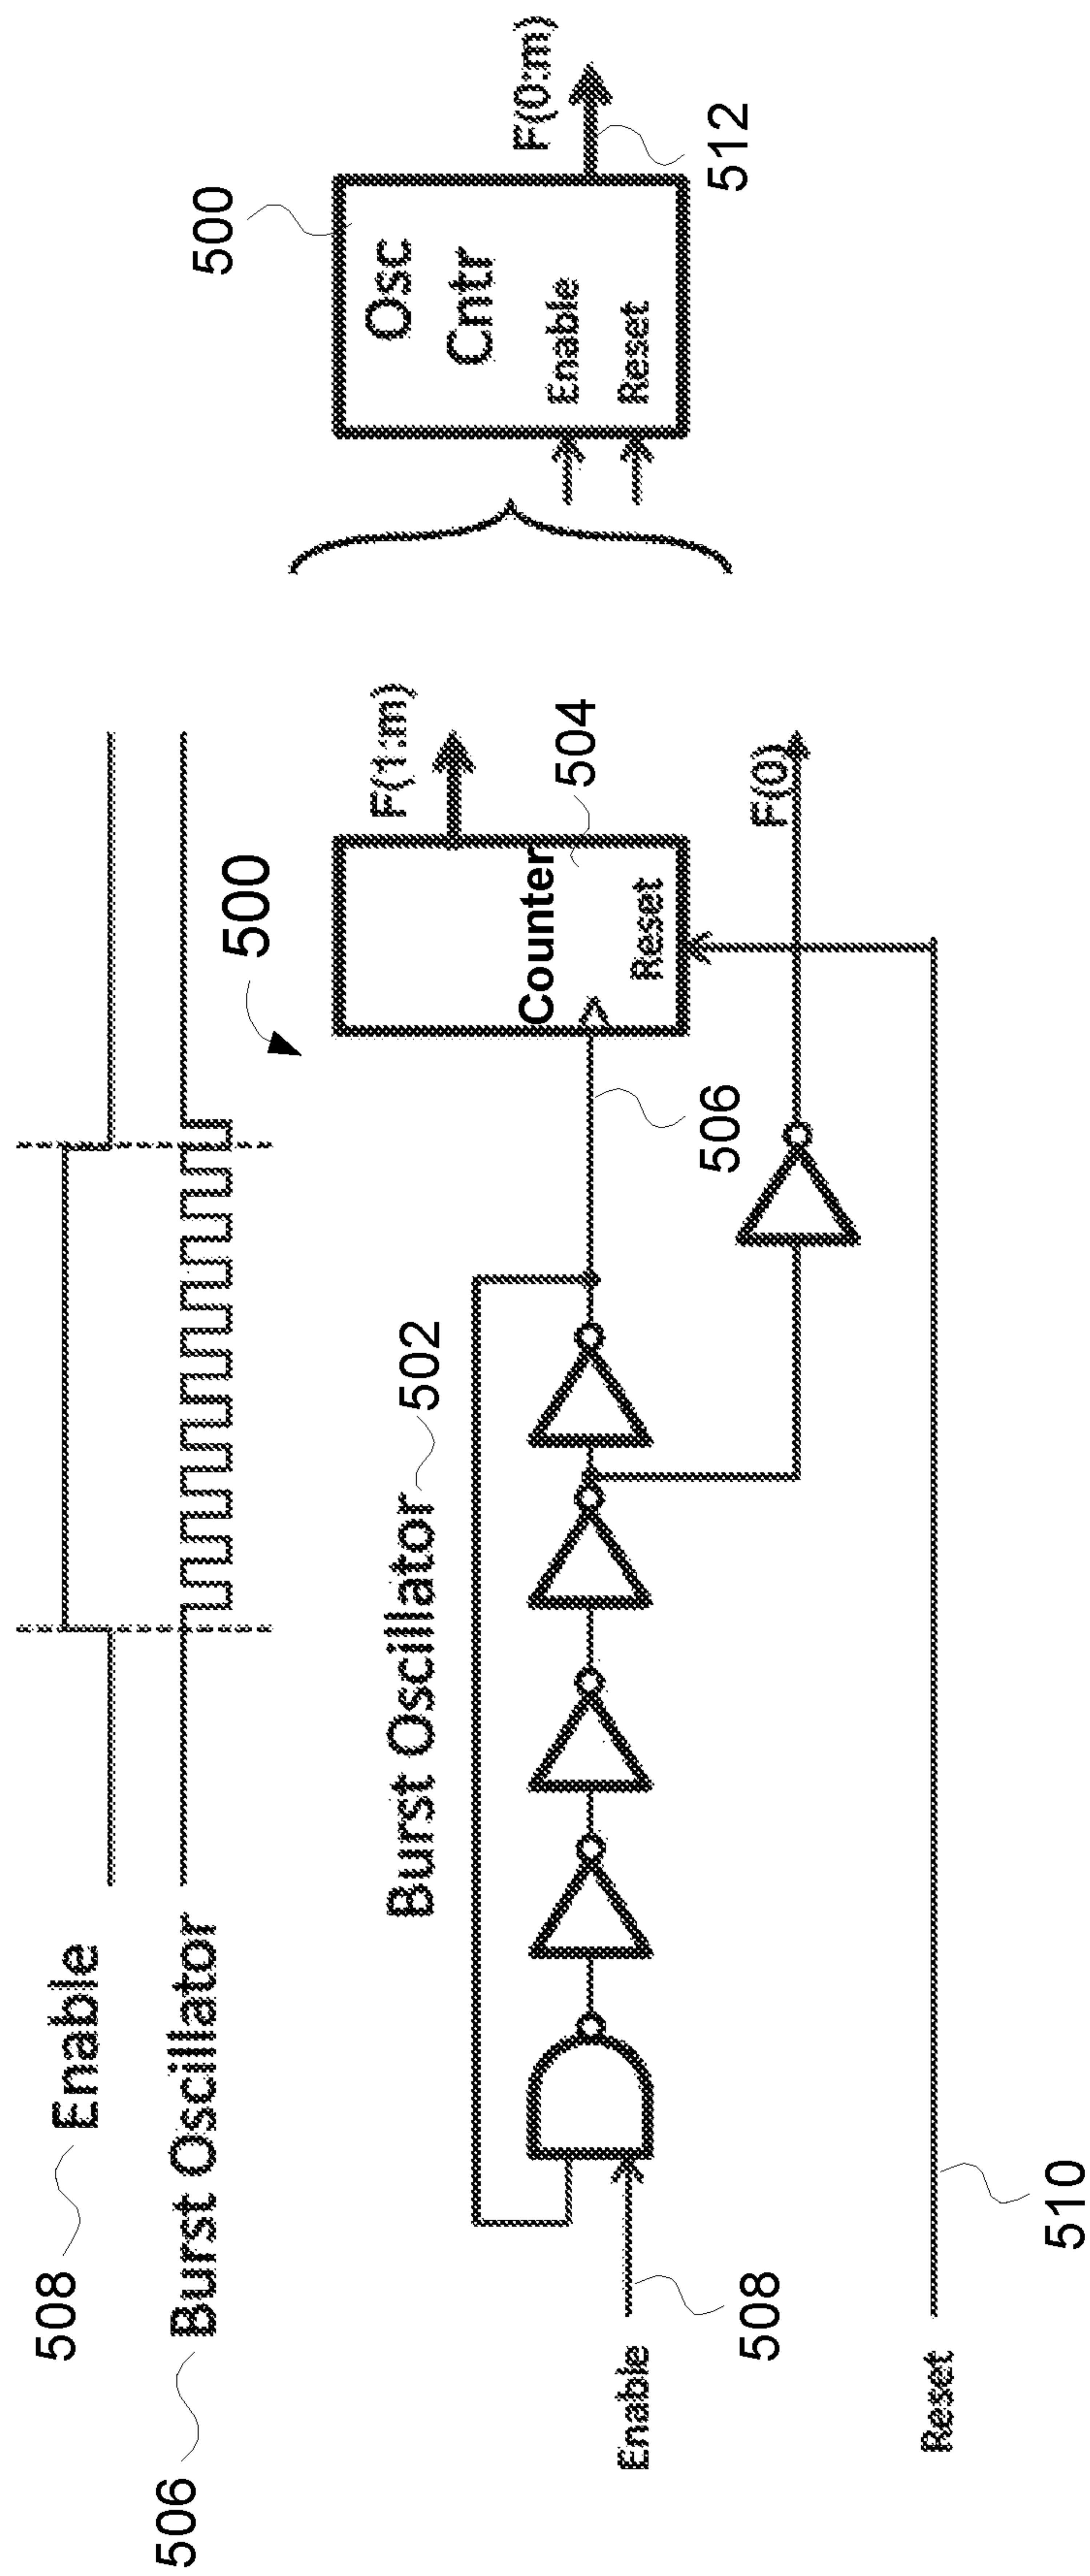 508
Enable
506
Burst Oscillator
500
Burst Oscillator
502
F(1:m)
Counter
504
Reset
506
F(0)
Enable
508
Reset
510
500
Osc
Cntr
Enable
Reset
F(0:m)
512